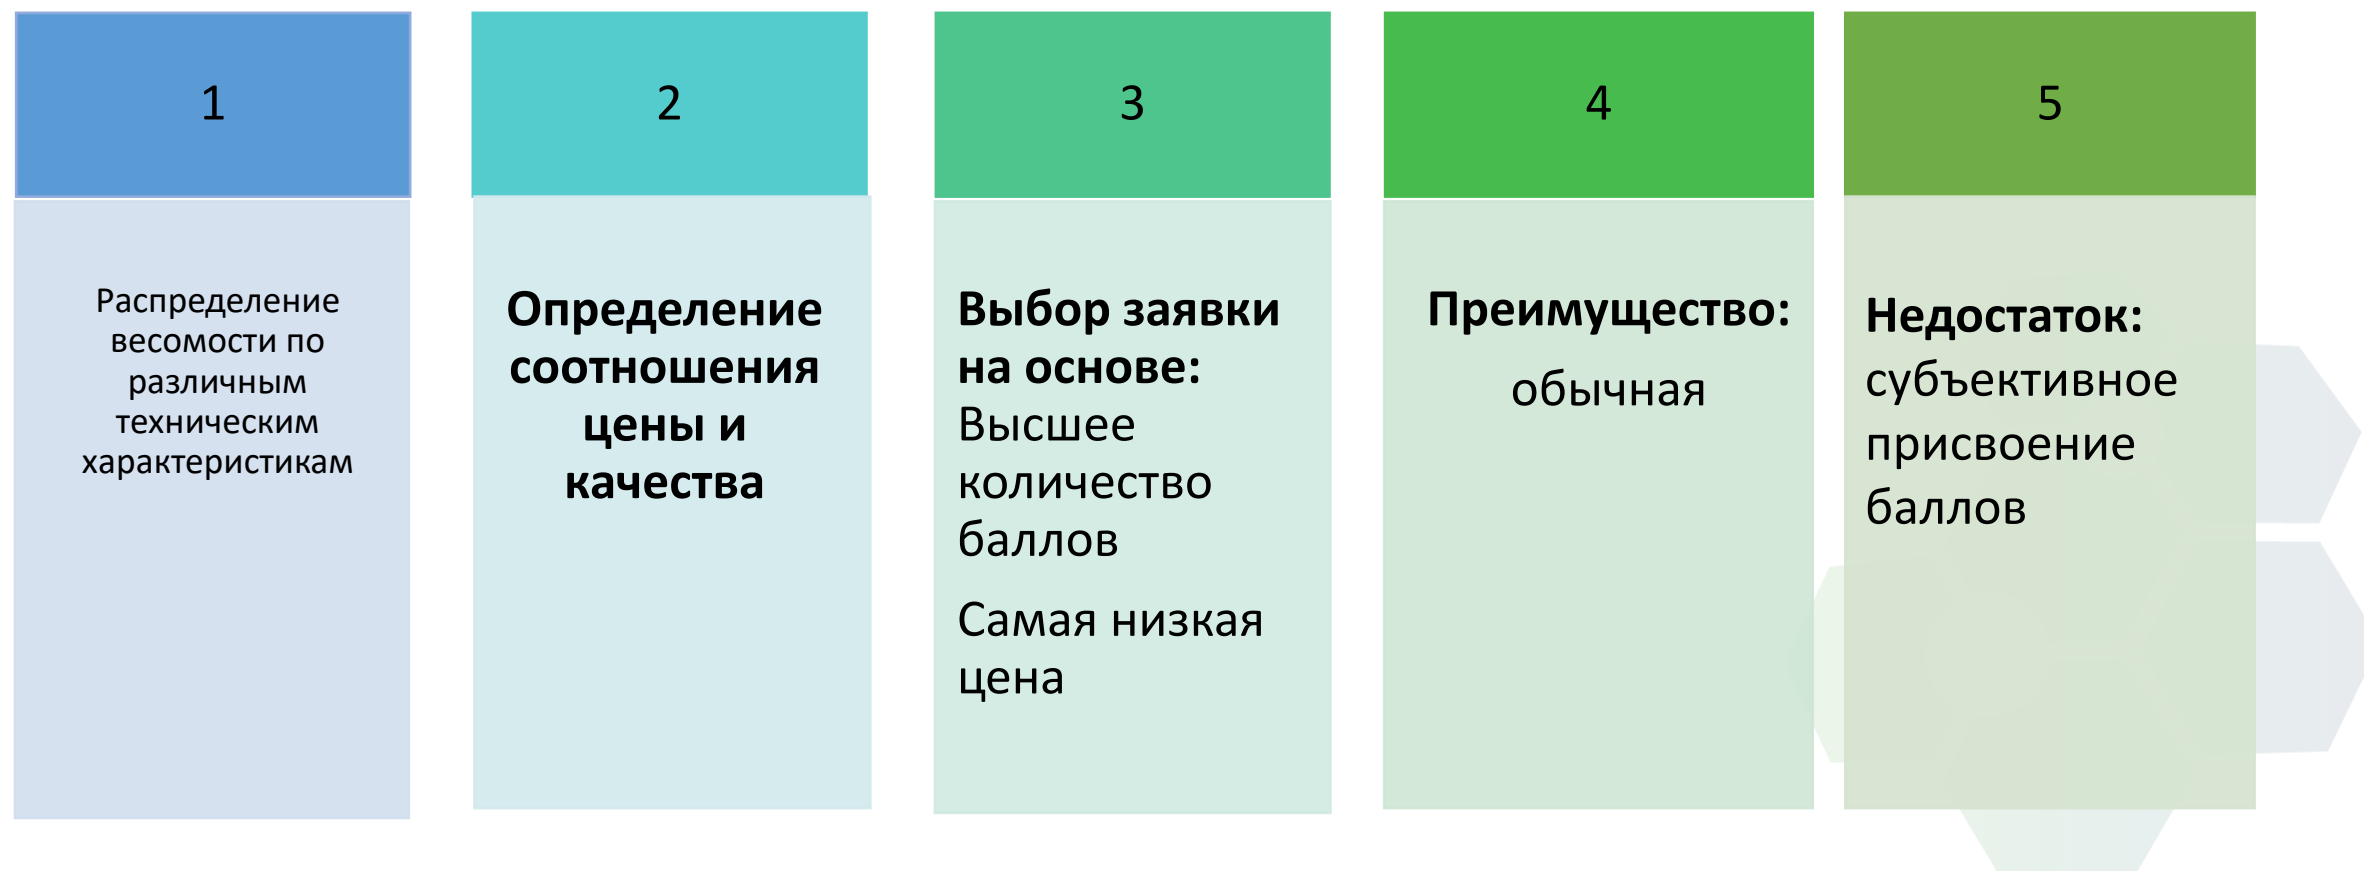 1
Распределение
весомости по
различным
техническим
характеристикам
2
Определение
соотношения
цены и
качества
3
Выбор заявки
на основе:
Высшее
количество
баллов
Самая низкая
цена
4
Преимущество:
обычная
5
Недостаток:
субъективное
присвоение
баллов